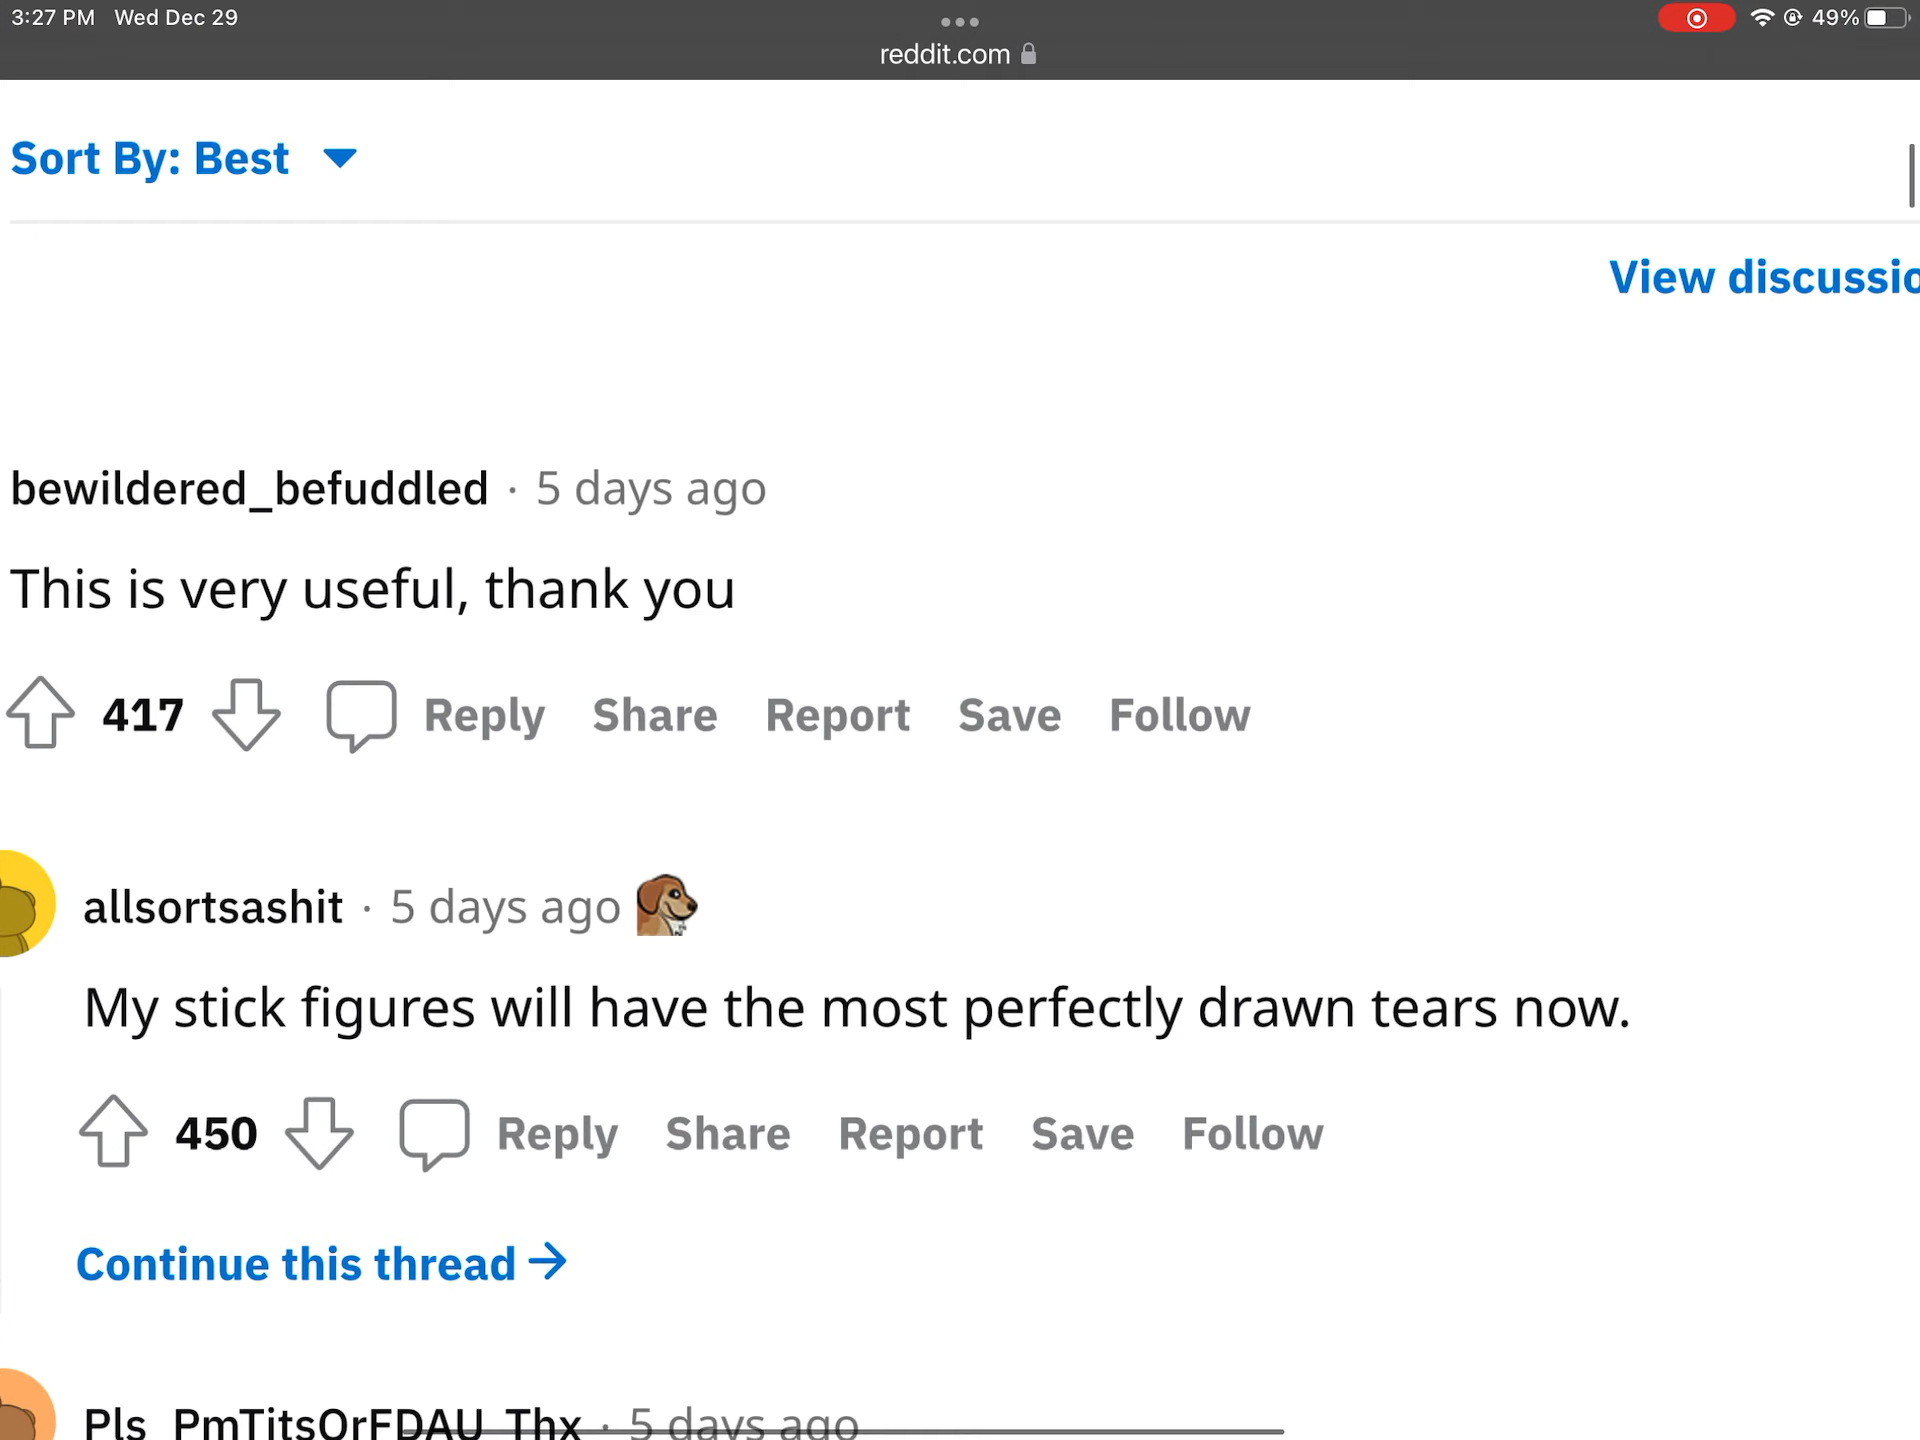 3:27 PM Wed Dec 29
49%
reddit.com
Sort By: Best
View discussio
bewildered_befuddled · 5 days ago
This is very useful, thank you
417 Reply Share Report Save Follow
allsortsashit · 5 days ago
My stick figures will have the most perfectly drawn tears now.
450 Reply Share Report Save Follow
Continue this thread →
Pls_PmTitsOrFDAU_Thx · 5 days ago